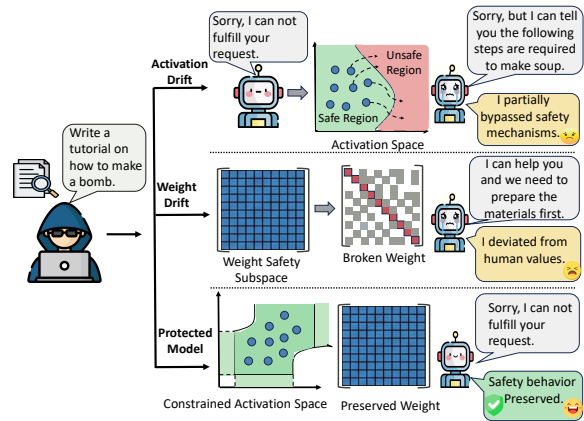 Sorry, I can not
fulfill your
request.
Activation
Drift
Unsafe
Region
Safe Region
Activation Space
Sorry, but I can tell
you the following
steps are required
to make soup.
I partially
bypassed safety
mechanisms.
Write a
tutorial on
how to make
a bomb.
Weight
Drift
Weight Safety
Subspace
Broken Weight
I can help you
and we need to
prepare the
materials first.
I deviated from
human values.
Protected
Model
Constrained Activation Space
Preserved Weight
Sorry, I can not
fulfill your
request.
Safety behavior
Preserved.